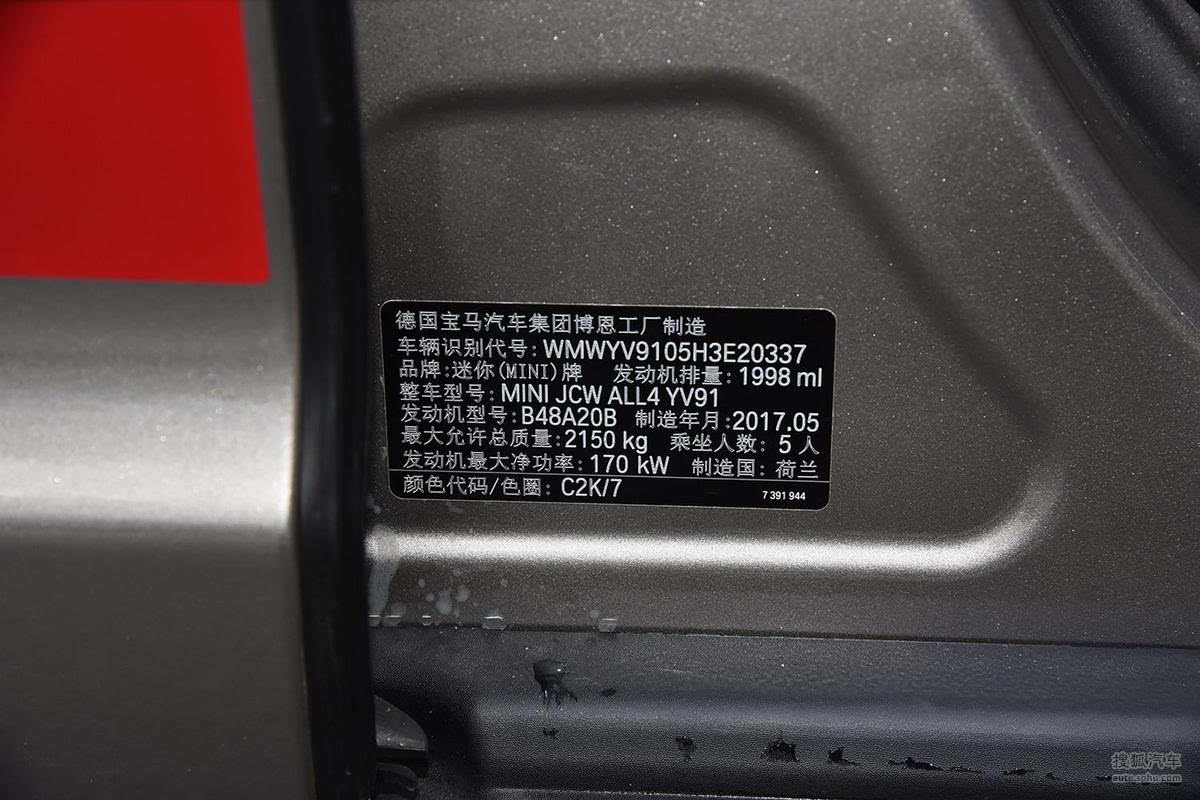 德国宝马汽车集团博恩工厂制造
车辆识别代号: WMWYV9105H3E20337
品牌:迷你(MINI)牌 发动机排量: 1998 ml
整车型号: MINI JCW ALL4 YV91
发动机型号: B48A20B 制造年月:2017.05
最大允许总质量: 2150 kg 乘坐人数: 5 人
发动机最大净功率: 170 kW 制造国: 荷兰
颜色代码/色圈: C2K/7 7 391 944
搜狐汽车
auto.sohu.com